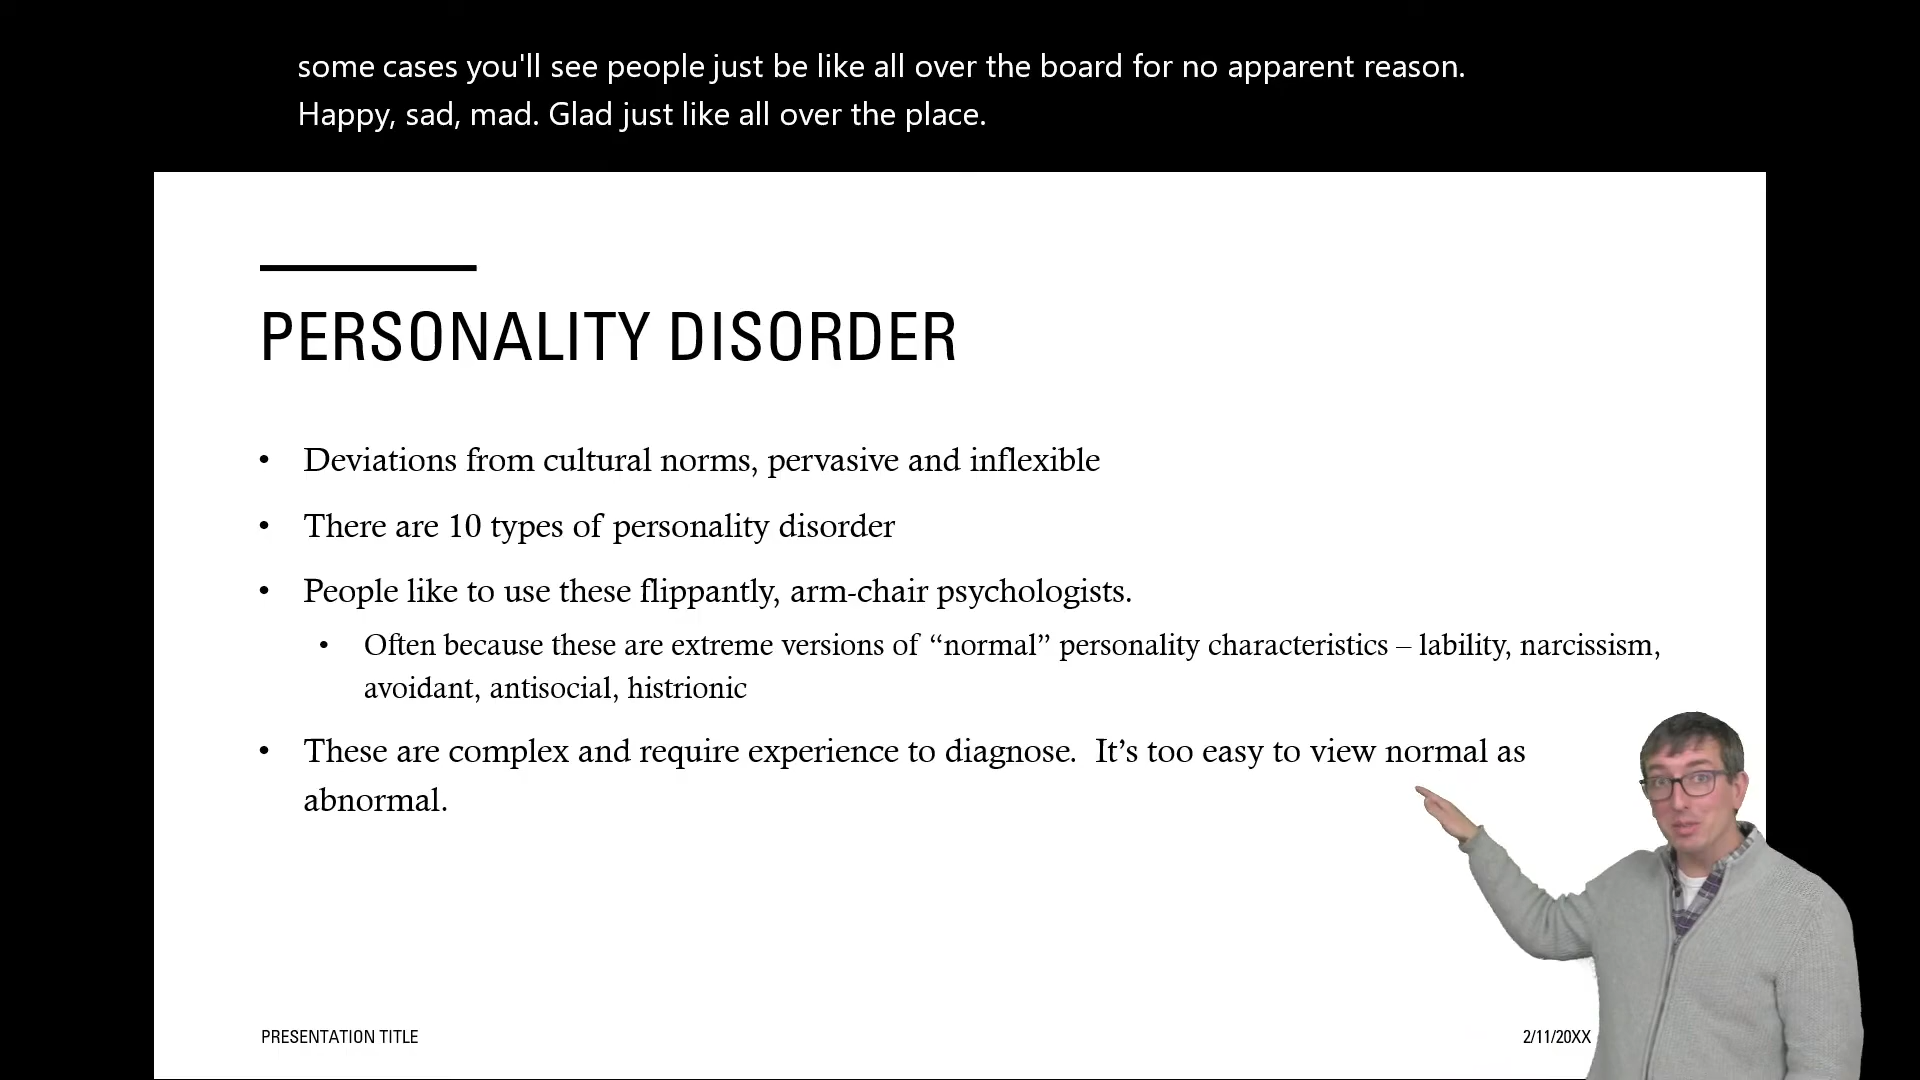 some cases you'll see people just be like all over the board for no apparent reason.
Happy, sad, mad. Glad just like all over the place.
PERSONALITY DISORDER
• Deviations from cultural norms, pervasive and inflexible
• There are 10 types of personality disorder
• People like to use these flippantly, arm-chair psychologists.
• Often because these are extreme versions of “normal” personality characteristics – lability, narcissism,
avoidant, antisocial, histrionic
• These are complex and require experience to diagnose.  It’s too easy to view normal as
abnormal.
PRESENTATION TITLE
2/11/20XX